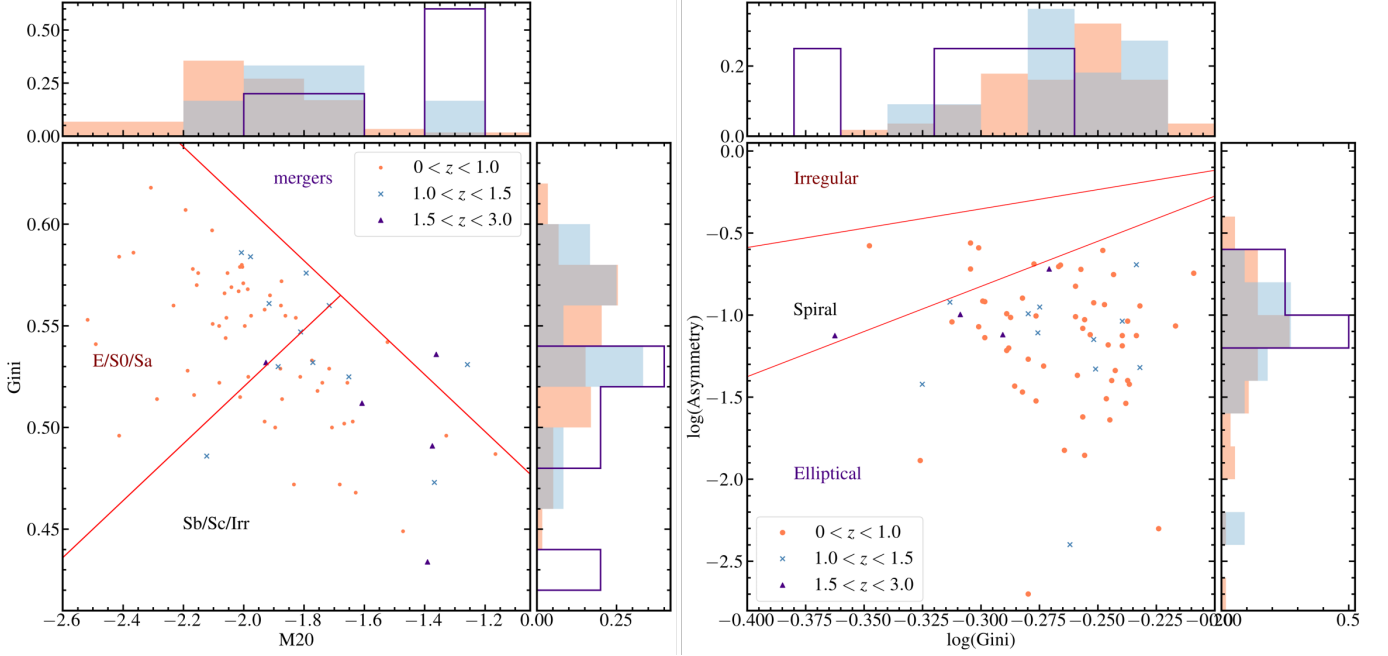 0.50
0.25
0.00
mergers
0 < z < 1.0
1.0 < z < 1.5
1.5 < z < 3.0
0.60
0.55
0.50
0.45
Gini
E/S0/Sa
Sb/Sc/Irr
−2.6 −2.4 −2.2 −2.0 −1.8 −1.6 −1.4 −1.2 0.00 0.25
M20
0.2
0.0
0.0
−0.5
−1.0
−1.5
−2.0
−2.5
log(Asymmetry)
Irregular
Spiral
Elliptical
0 < z < 1.0
1.0 < z < 1.5
1.5 < z < 3.0
−0.400 −0.375 −0.350 −0.325 −0.300 −0.275 −0.250 −0.225 0.5
log(Gini)